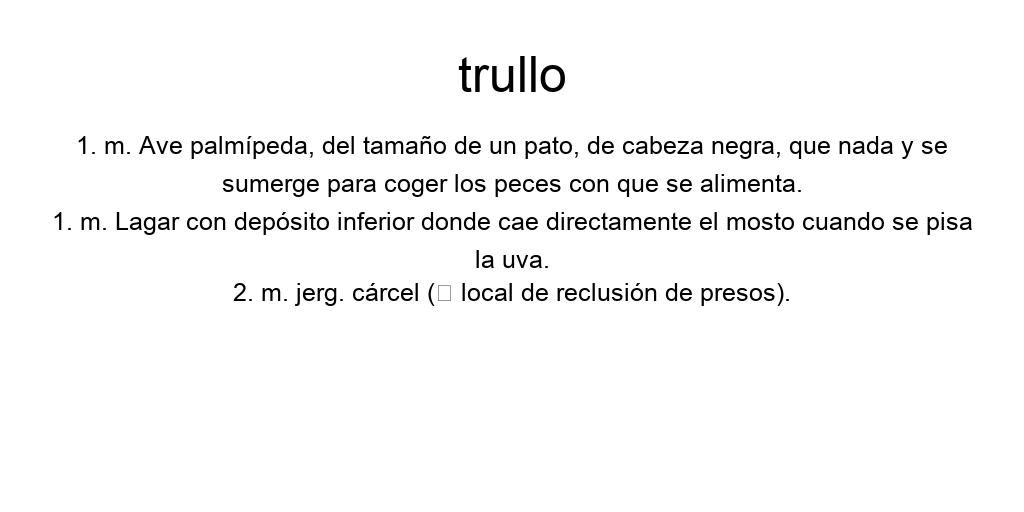 trullo
1. m. Ave palmípeda, del tamaño de un pato, de cabeza negra, que nada y se
sumerge para coger los peces con que se alimenta.
1. m. Lagar con depósito inferior donde cae directamente el mosto cuando se pisa
la uva.
2. m. jerg. cárcel (▯ local de reclusión de presos).